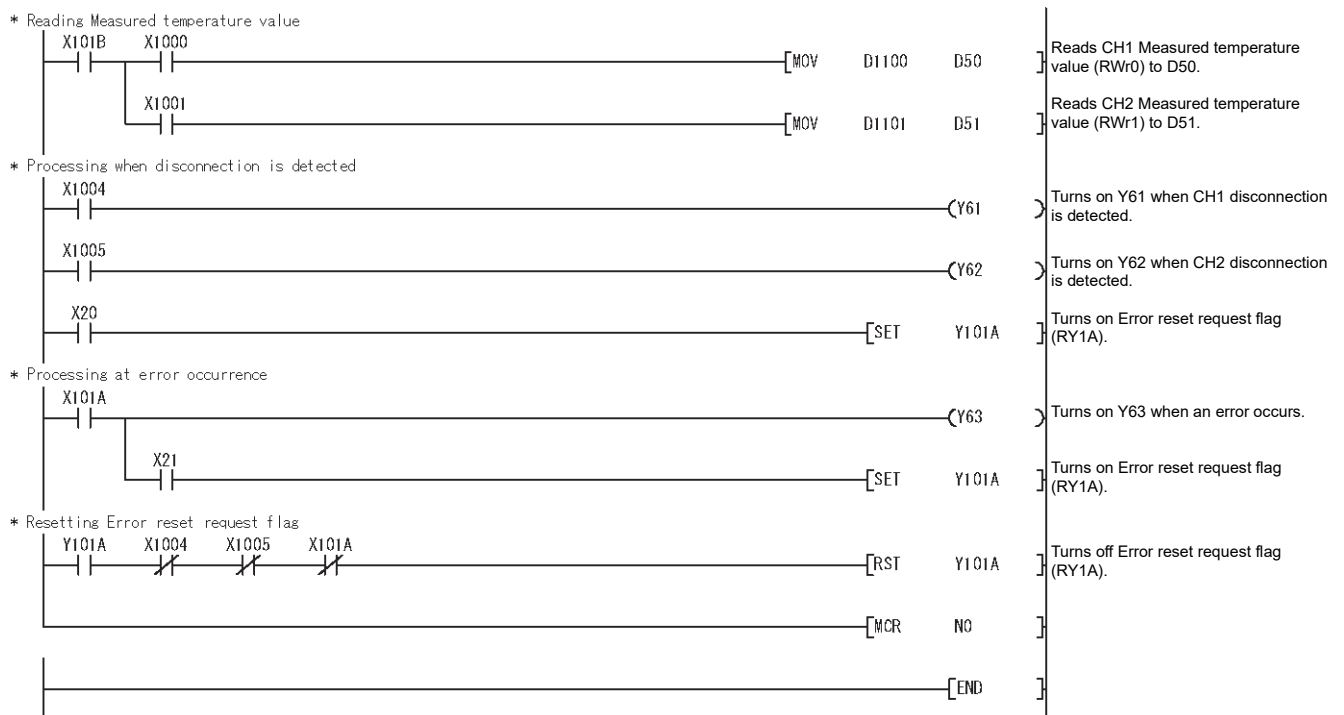 * Reading Measured temperature value
X101B X1000
MOV D1100 D50
Reads CH1 Measured temperature
value (RWr0) to D50.
X1001
MOV D1101 D51
Reads CH2 Measured temperature
value (RWr1) to D51.
* Processing when disconnection is detected
X1004
Y61
Turns on Y61 when CH1 disconnection
is detected.
X1005
Y62
Turns on Y62 when CH2 disconnection
is detected.
X20
SET Y101A
Turns on Error reset request flag
(RY1A).
* Processing at error occurrence
X101A
Y63
Turns on Y63 when an error occurs.
X21
SET Y101A
Turns on Error reset request flag
(RY1A).
* Resetting Error reset request flag
Y101A X1004 X1005 X101A
RST Y101A
Turns off Error reset request flag
(RY1A).
MCR N0
END